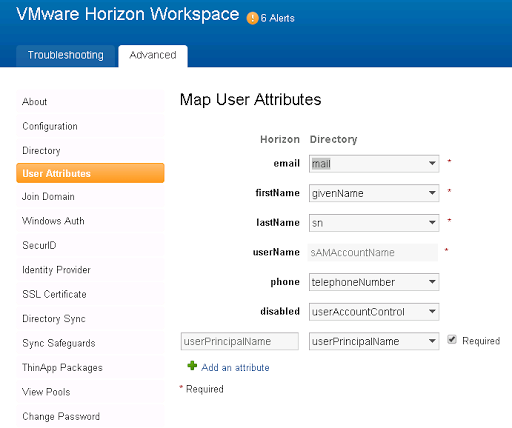 VMware Horizon Workspace
6 Alerts
Troubleshooting
Advanced
About
Configuration
Directory
User Attributes
Join Domain
Windows Auth
SecurID
Identity Provider
SSL Certificate
Directory Sync
Sync Safeguards
ThinApp Packages
View Pools
Change Password
Map User Attributes
Horizon Directory
email mail *
firstName givenName *
lastName sn *
userName sAMAccountName *
phone telephoneNumber
disabled userAccountControl
userPrincipalName userPrincipalName Required
Add an attribute
* Required